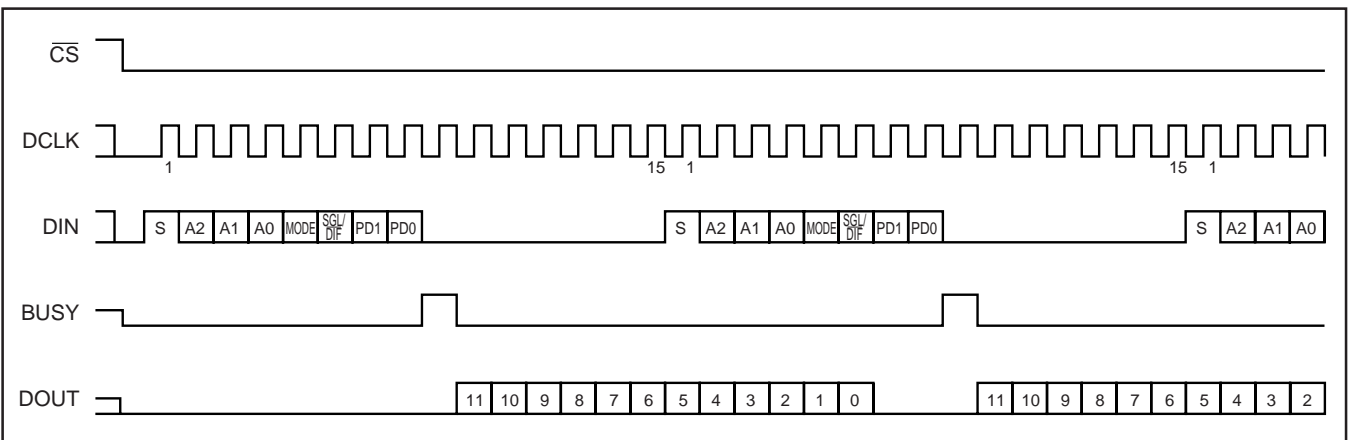 CS
DCLK
1 15 1 15 1
DIN
S A2 A1 A0 MODE SGL/DIF PD1 PD0 S A2 A1 A0 MODE SGL/DIF PD1 PD0 S A2 A1 A0
BUSY
DOUT
11 10 9 8 7 6 5 4 3 2 1 0 11 10 9 8 7 6 5 4 3 2